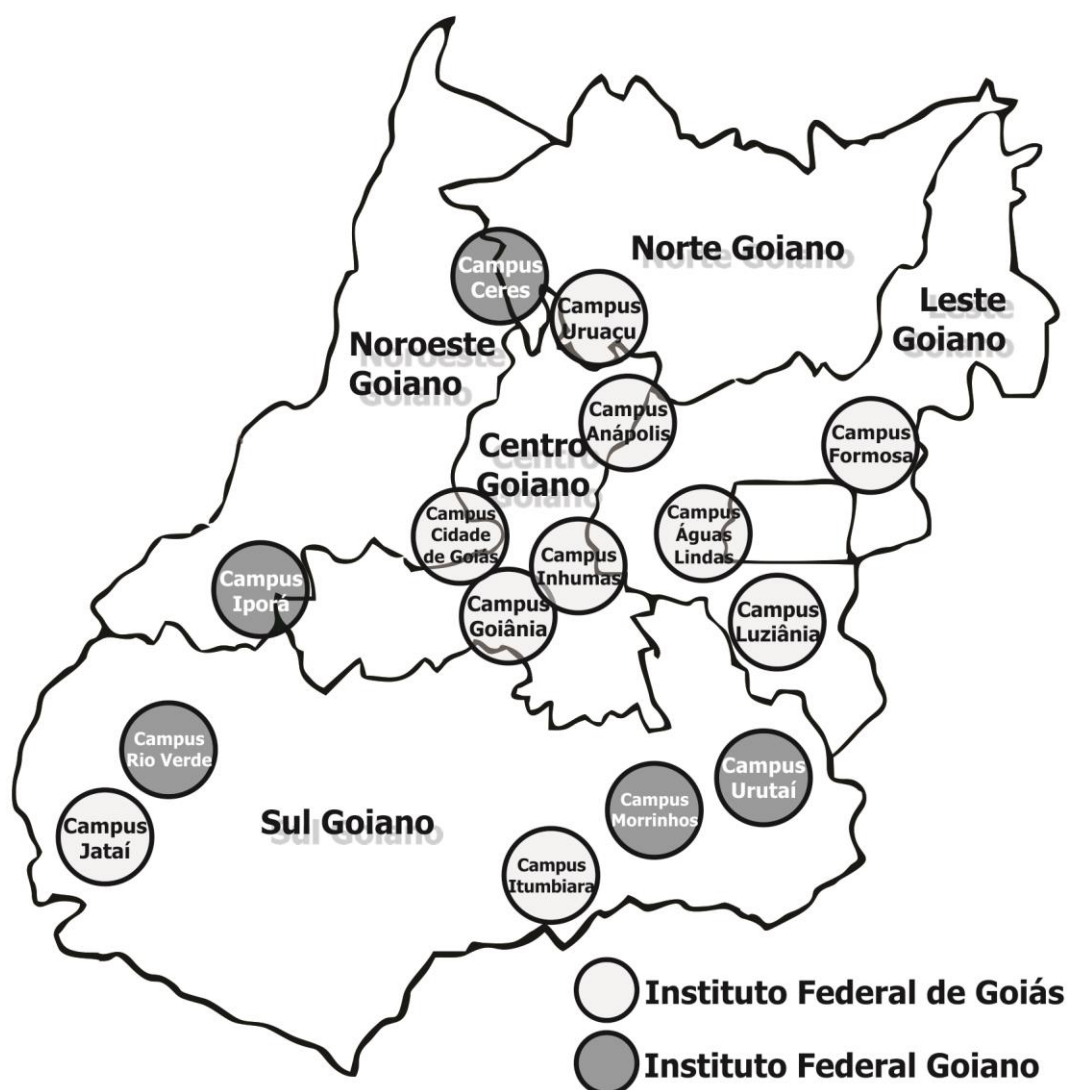 Norte Goiano
Campus
Ceres
Campus
Uruaçu
Leste
Goiano
Noroeste
Goiano
Campus
Anápolis
Campus
Formosa
Centro
Goiano
Campus
Cidade
de Goiás
Campus
Águas
Lindas
Campus
Inhumas
Campus
Iporá
Campus
Goiânia
Campus
Luziânia
Campus
Rio Verde
Campus
Urutaí
Campus
Morrinhos
Campus
Jataí
Sul Goiano
Campus
Itumbiara
Instituto Federal de Goiás
Instituto Federal Goiano